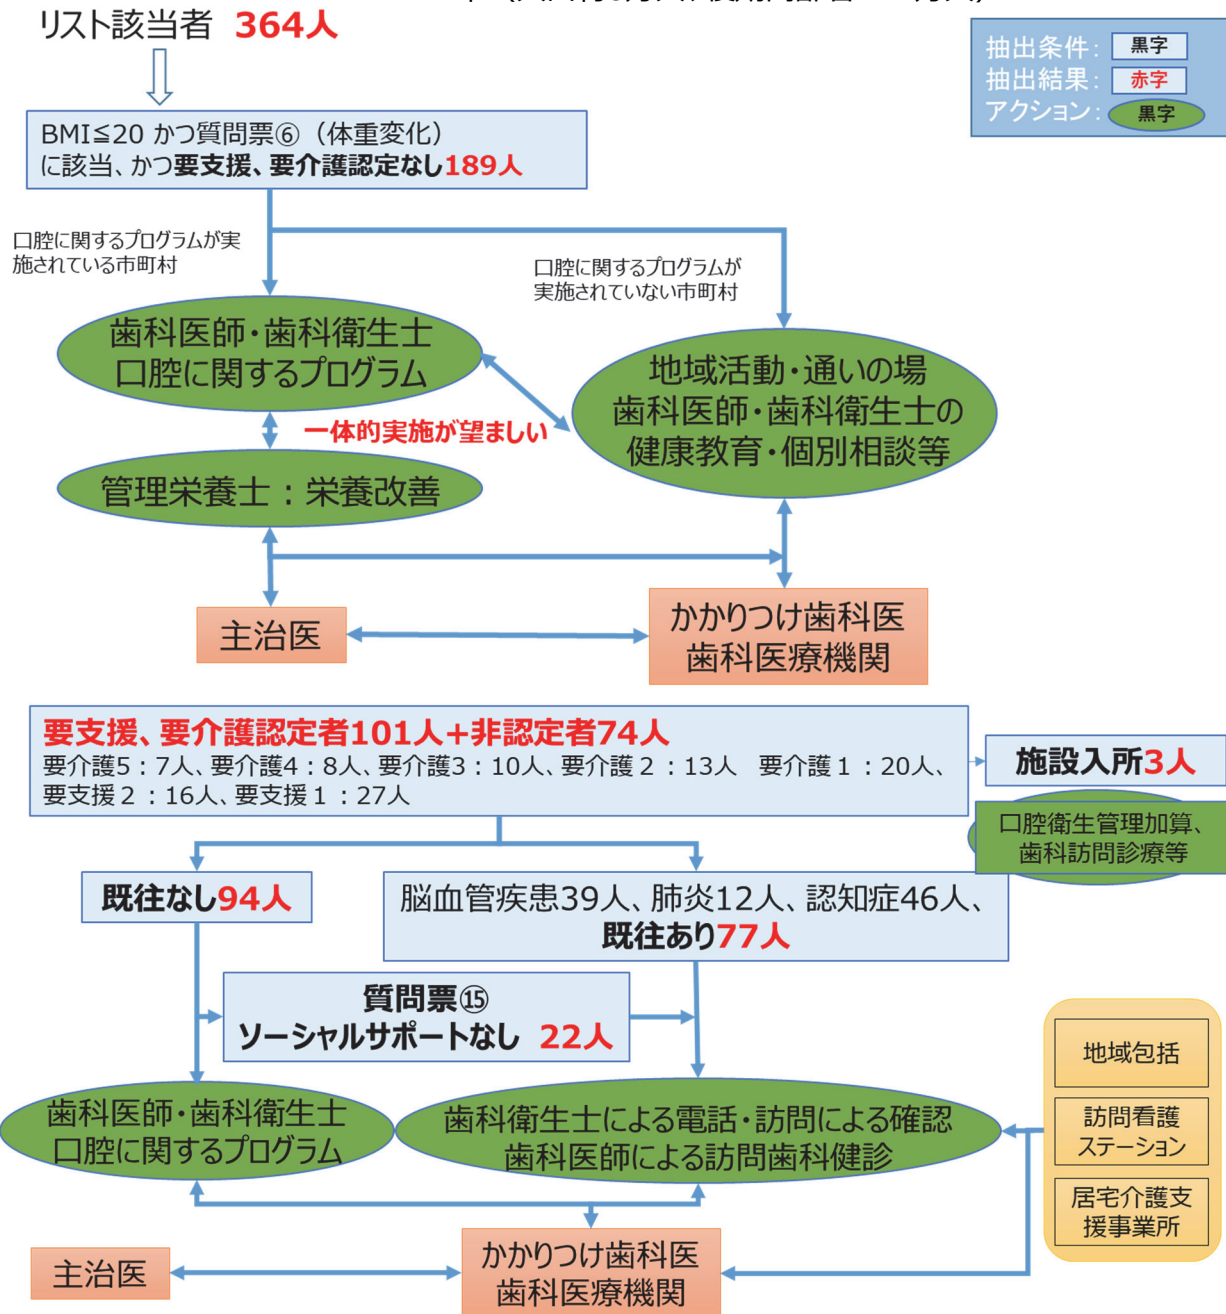 リスト該当者 364人
抽出条件： 黒字
抽出結果： 赤字
アクション： 黒字
BMI≦20 かつ質問票⑥（体重変化）
に該当、かつ要支援、要介護認定なし189人
口腔に関するプログラムが実
施されている市町村
口腔に関するプログラムが
実施されていない市町村
歯科医師・歯科衛生士
口腔に関するプログラム
地域活動・通いの場
歯科医師・歯科衛生士の
健康教育・個別相談等
一体的実施が望ましい
管理栄養士：栄養改善
主治医
かかりつけ歯科医
歯科医療機関
要支援、要介護認定者101人＋非認定者74人
要介護5：7人、要介護4：8人、要介護3：10人、要介護２：13人　要介護１：20人、
要支援２：16人、要支援１：27人
施設入所3人
口腔衛生管理加算、
歯科訪問診療等
既往なし94人
脳血管疾患39人、肺炎12人、認知症46人、
既往あり77人
質問票⑮
ソーシャルサポートなし 22人
地域包括
訪問看護
ステーション
居宅介護支
援事業所
歯科医師・歯科衛生士
口腔に関するプログラム
歯科衛生士による電話・訪問による確認
歯科医師による訪問歯科健診
主治医
かかりつけ歯科医
歯科医療機関